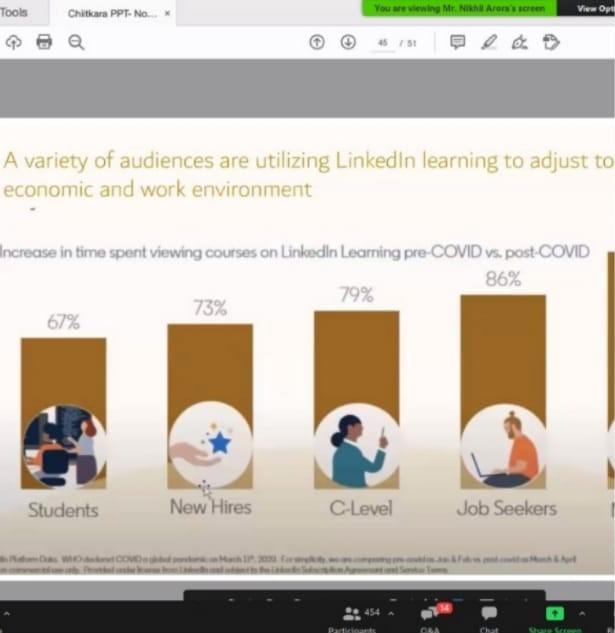 Tools
Chiitkara PPT- No... ×
You are viewing Mr. Nikhil Arora's screen
View Opt
45 / 51
A variety of audiences are utilizing LinkedIn learning to adjust to
economic and work environment
Increase in time spent viewing courses on LinkedIn Learning pre-COVID vs. post-COVID
67%
73%
79%
86%
Students
New Hires
C-Level
Job Seekers
In Platform Data. WHO declared COVID a global pandemic on March 11th, 2020. For simplicity, we are comparing pre-covid as Jan & Feb vs. post-covid as March & April
commercial use only. Provided under license from LinkedIn and subject to the LinkedIn Subscription Agreement and Service Terms.
454
14
Participants
Q&A
Chat
Share Screen